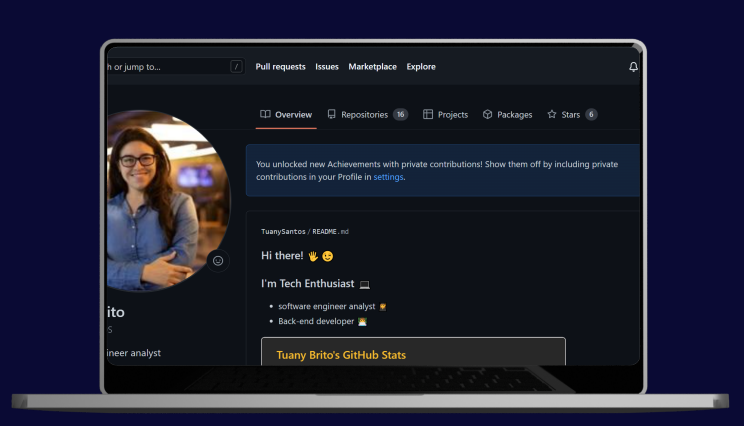 h or jump to... /
Pull requests Issues Marketplace Explore
Overview Repositories 16 Projects Packages Stars 6
You unlocked new Achievements with private contributions! Show them off by including private
contributions in your Profile in settings.
TuanySantos / README.md
Hi there! 🖐 😉
I'm Tech Enthusiast 💻
• software engineer analyst
• Back-end developer
ito
s
ineer analyst
Tuany Brito's GitHub Stats